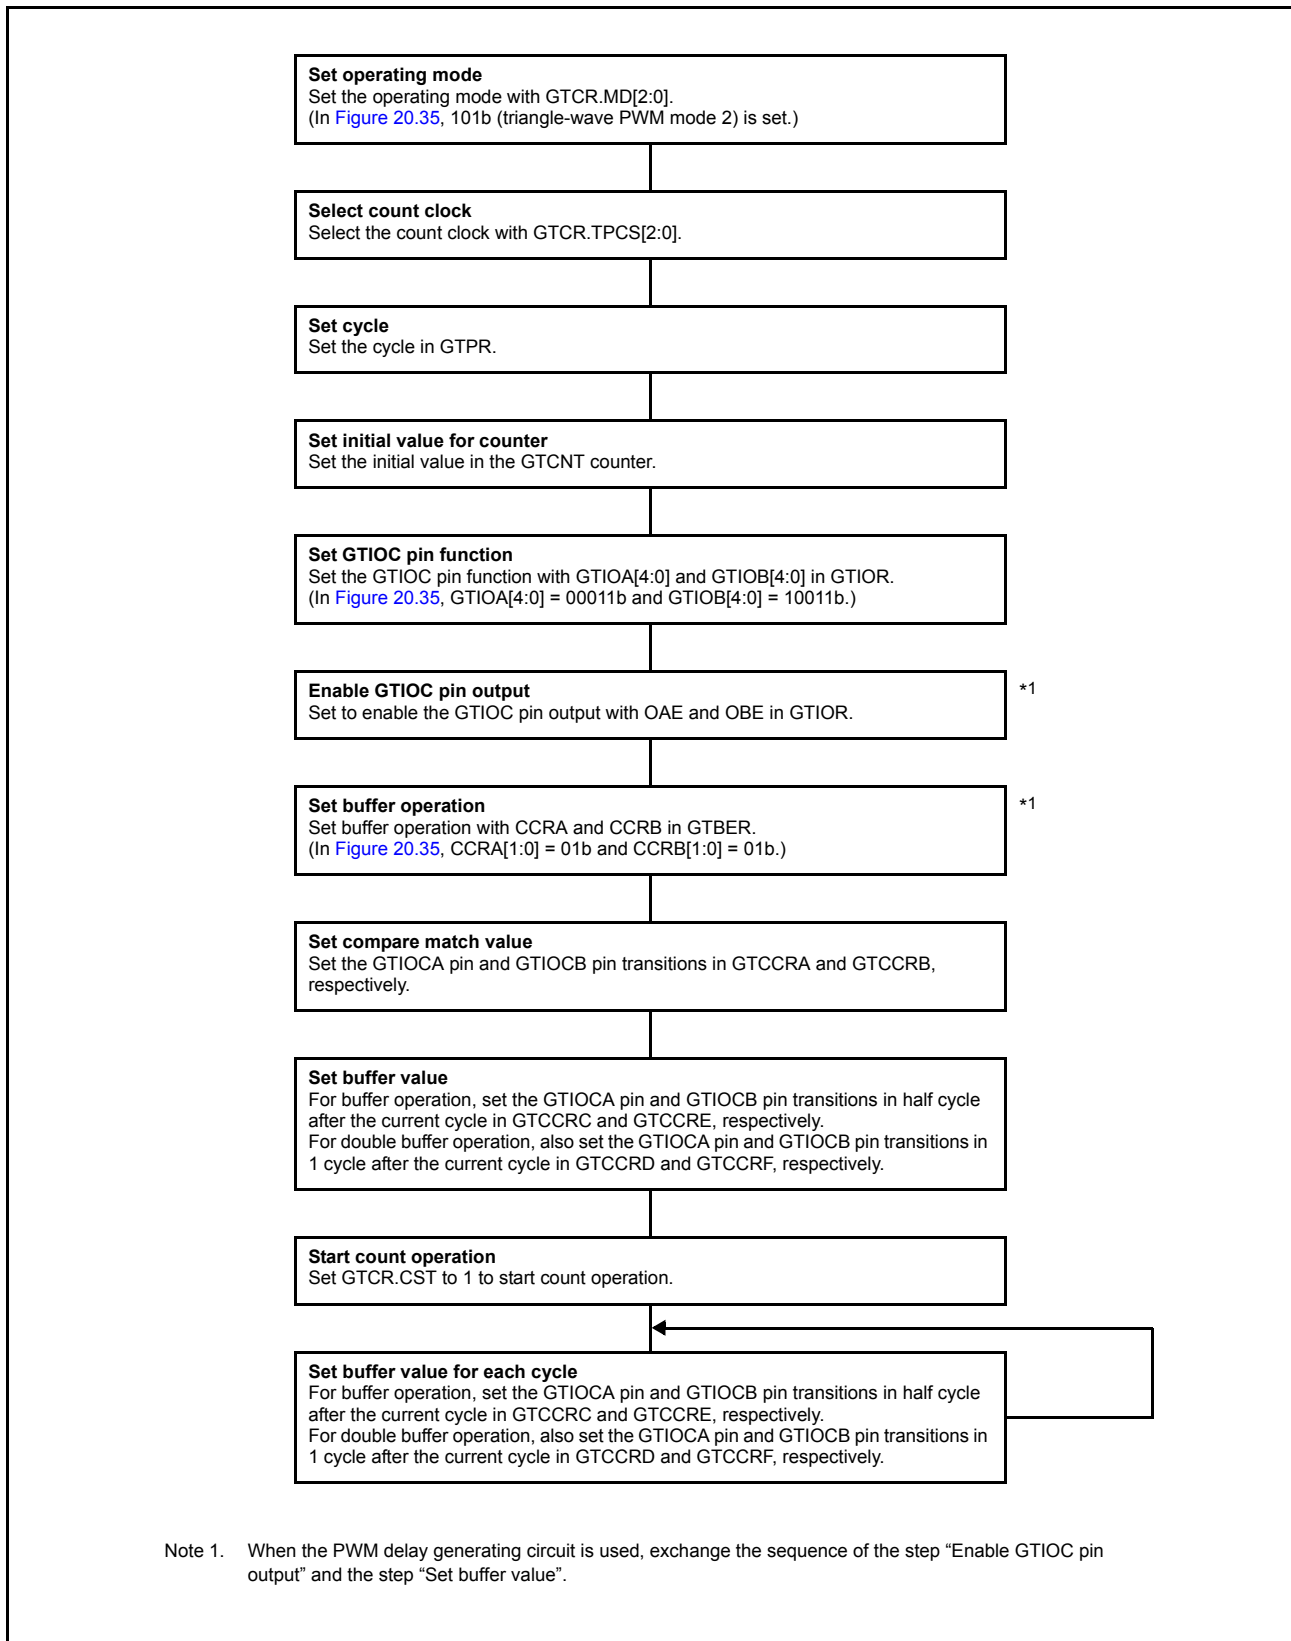 Set operating mode
Set the operating mode with GTCR.MD[2:0].
(In Figure 20.35, 101b (triangle-wave PWM mode 2) is set.)
Select count clock
Select the count clock with GTCR.TPCS[2:0].
Set cycle
Set the cycle in GTPR.
Set initial value for counter
Set the initial value in the GTCNT counter.
Set GTIOC pin function
Set the GTIOC pin function with GTIOA[4:0] and GTIOB[4:0] in GTIOR.
(In Figure 20.35, GTIOA[4:0] = 00011b and GTIOB[4:0] = 10011b.)
Enable GTIOC pin output
*1
Set to enable the GTIOC pin output with OAE and OBE in GTIOR.
Set buffer operation
*1
Set buffer operation with CCRA and CCRB in GTBER.
(In Figure 20.35, CCRA[1:0] = 01b and CCRB[1:0] = 01b.)
Set compare match value
Set the GTIOCA pin and GTIOCB pin transitions in GTCCRA and GTCCRB,
respectively.
Set buffer value
For buffer operation, set the GTIOCA pin and GTIOCB pin transitions in half cycle
after the current cycle in GTCCRC and GTCCRE, respectively.
For double buffer operation, also set the GTIOCA pin and GTIOCB pin transitions in
1 cycle after the current cycle in GTCCRD and GTCCRF, respectively.
Start count operation
Set GTCR.CST to 1 to start count operation.
Set buffer value for each cycle
For buffer operation, set the GTIOCA pin and GTIOCB pin transitions in half cycle
after the current cycle in GTCCRC and GTCCRE, respectively.
For double buffer operation, also set the GTIOCA pin and GTIOCB pin transitions in
1 cycle after the current cycle in GTCCRD and GTCCRF, respectively.
Note 1. When the PWM delay generating circuit is used, exchange the sequence of the step “Enable GTIOC pin
output” and the step “Set buffer value”.